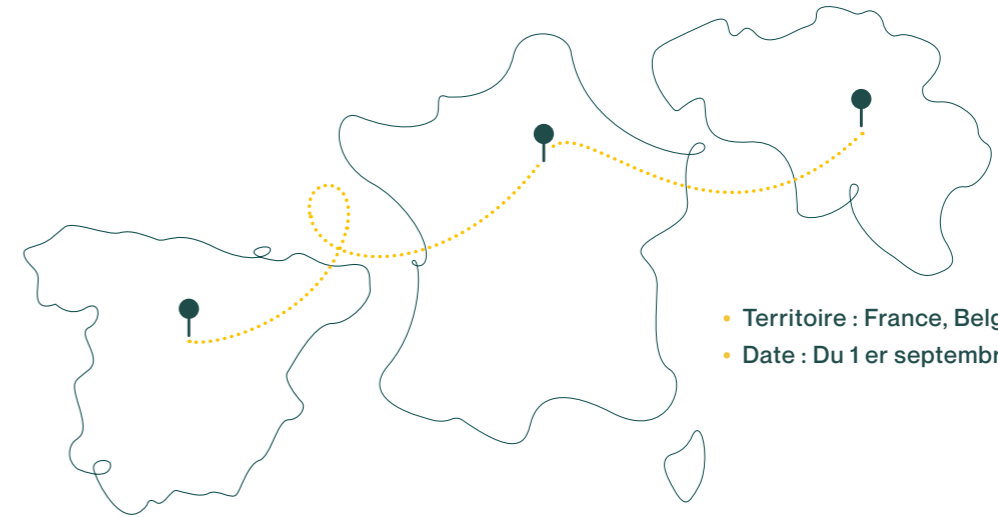 • Territoire : France, Belg
• Date : Du 1 er septembr